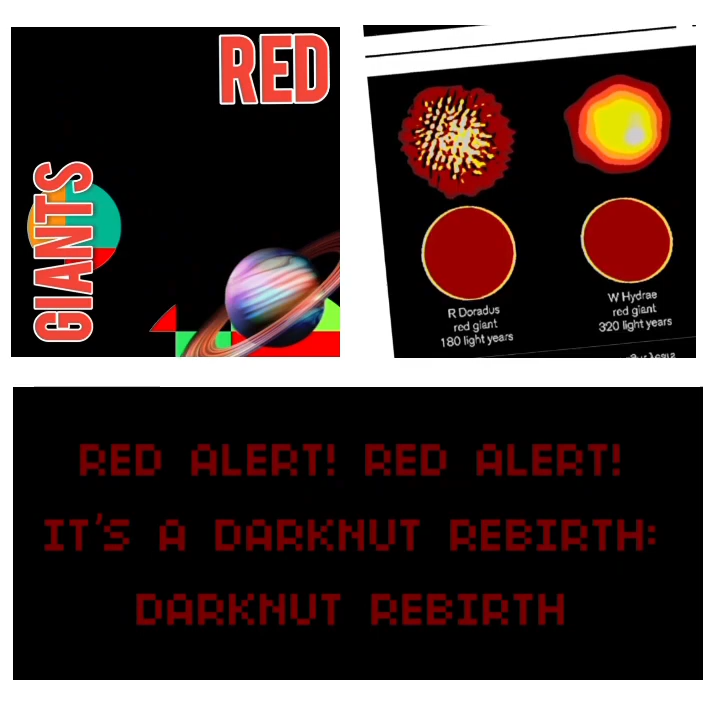 RED
GIANTS
R Doradus
red giant
180 light years
W Hydrae
red giant
320 light years
RED ALERT! RED ALERT!
IT'S A DARKNUT REBIRTH:
DARKNUT REBIRTH